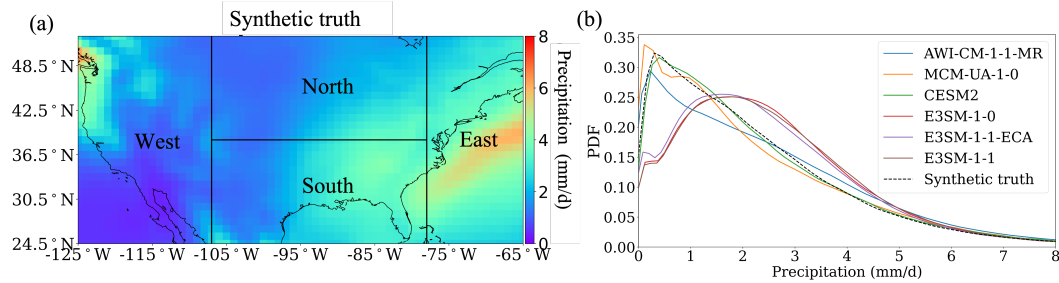 (a)
Synthetic truth
48.5°N
42.5°N
36.5°N
30.5°N
24.5°N
-125°W
-115°W
-105°W
-95°W
-85°W
-75°W
-65°W
West
North
South
East
8
6
4
2
0
Precipitation (mm/d)
(b)
PDF
0.35
0.30
0.25
0.20
0.15
0.10
0.05
0.00
0
1
2
3
4
5
6
7
8
Precipitation (mm/d)
AWI-CM-1-1-MR
MCM-UA-1-0
CESM2
E3SM-1-0
E3SM-1-1-ECA
E3SM-1-1
Synthetic truth